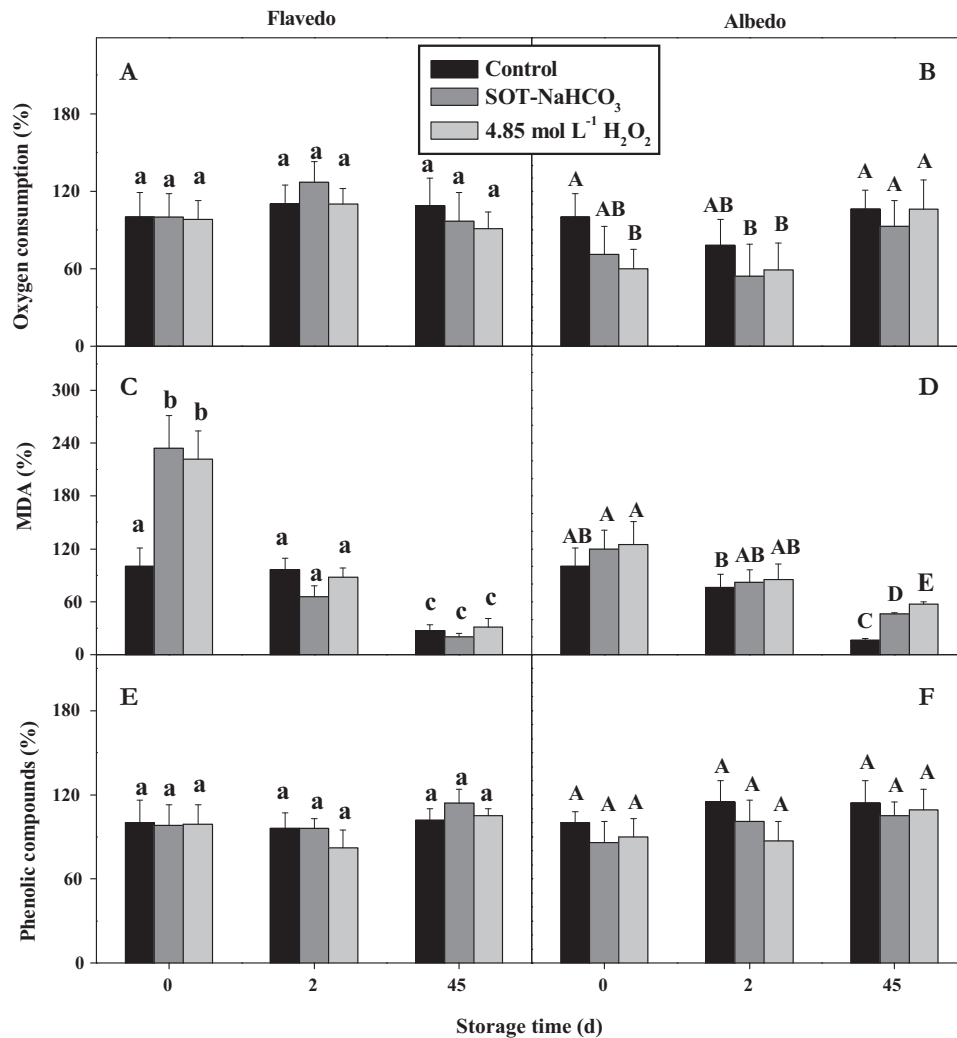 Flavedo Albedo
A B
Control
SOT-NaHCO₃
4.85 mol L⁻¹ H₂O₂
Oxygen consumption (%)
180
120
60
0
a a a a a a a a a
A AB B AB B B A A A
C D
MDA (%)
300
240
180
120
60
0
a b b a a a c c c
AB A A B AB AB C D E
E F
Phenolic compounds (%)
180
120
60
0
a a a a a a a a a
A A A A A A A A A
0 2 45 0 2 45
Storage time (d)